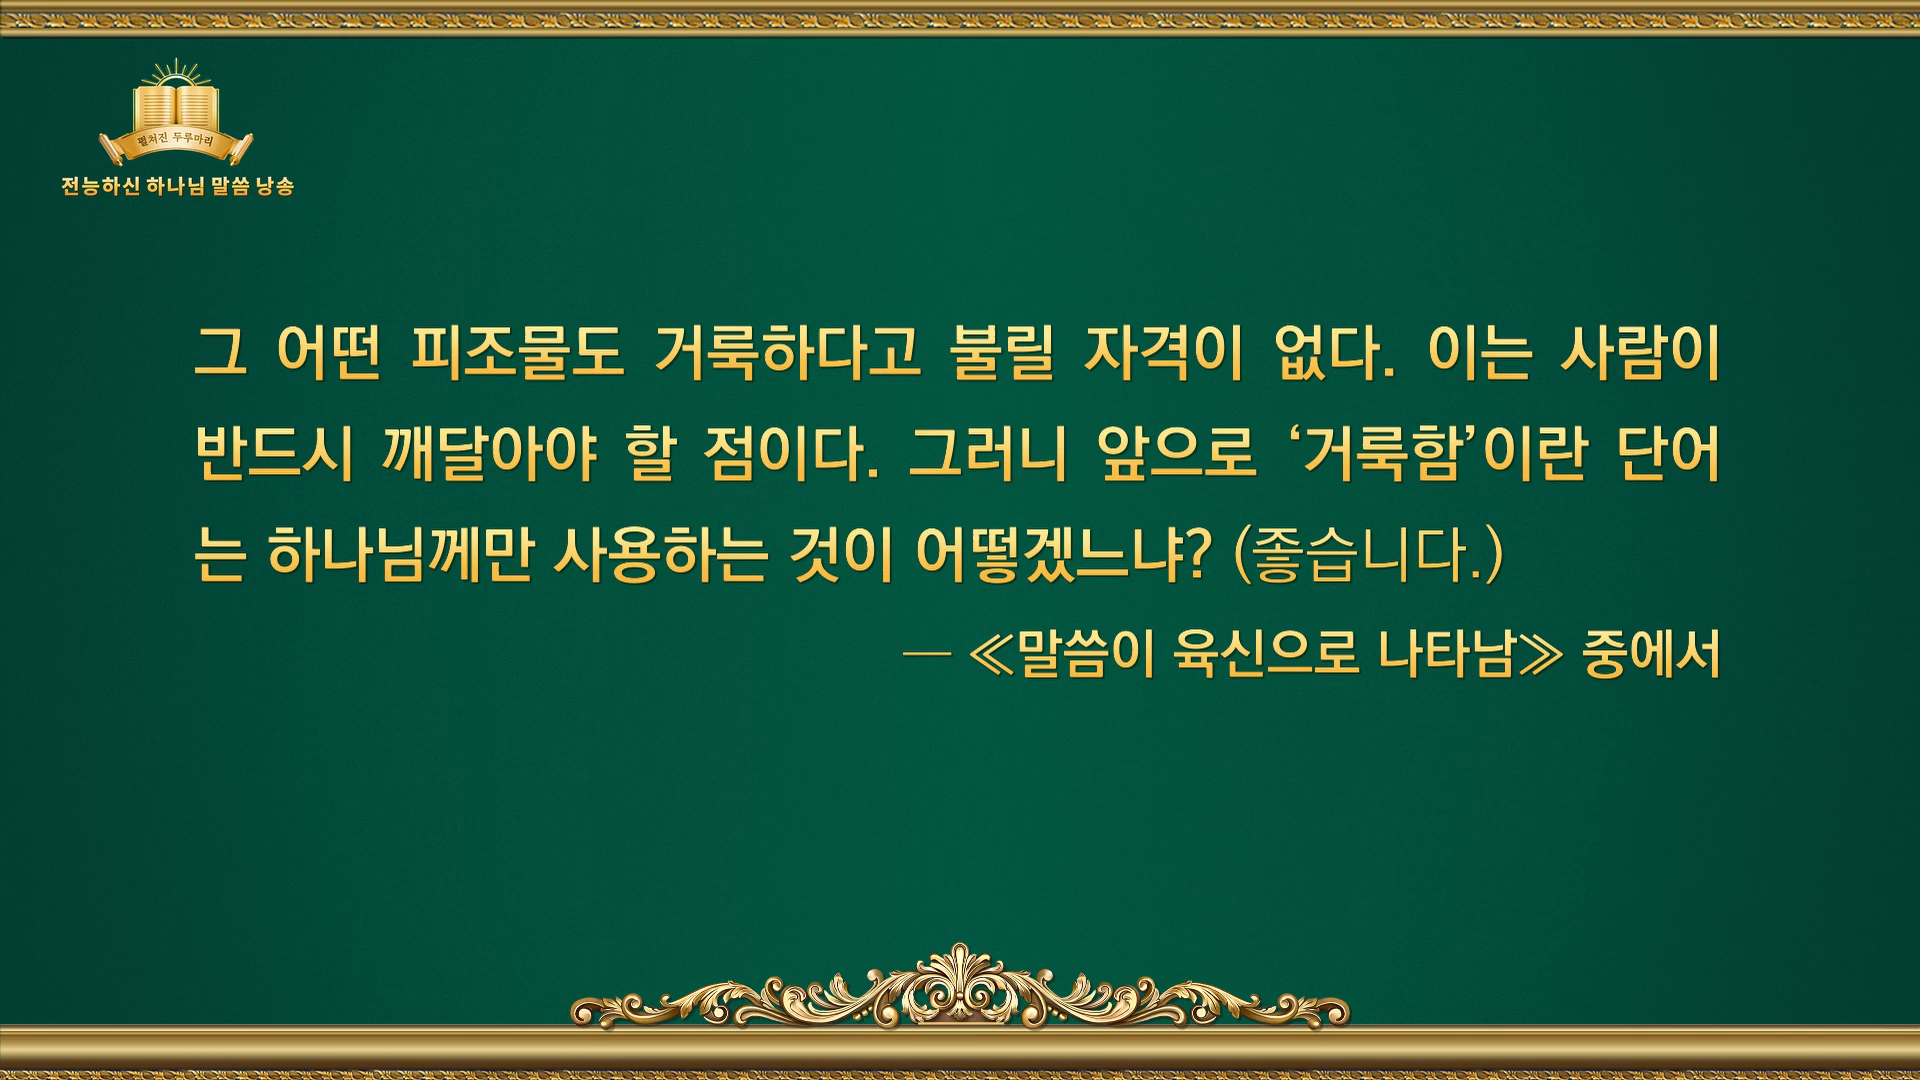 펼쳐진 두루마리
전능하신 하나님 말씀 낭송
그 어떤 피조물도 거룩하다고 불릴 자격이 없다. 이는 사람이
반드시 깨달아야 할 점이다. 그러니 앞으로 ‘거룩함’이란 단어
는 하나님께만 사용하는 것이 어떻겠느냐? (좋습니다.)
— ≪말씀이 육신으로 나타남≫ 중에서